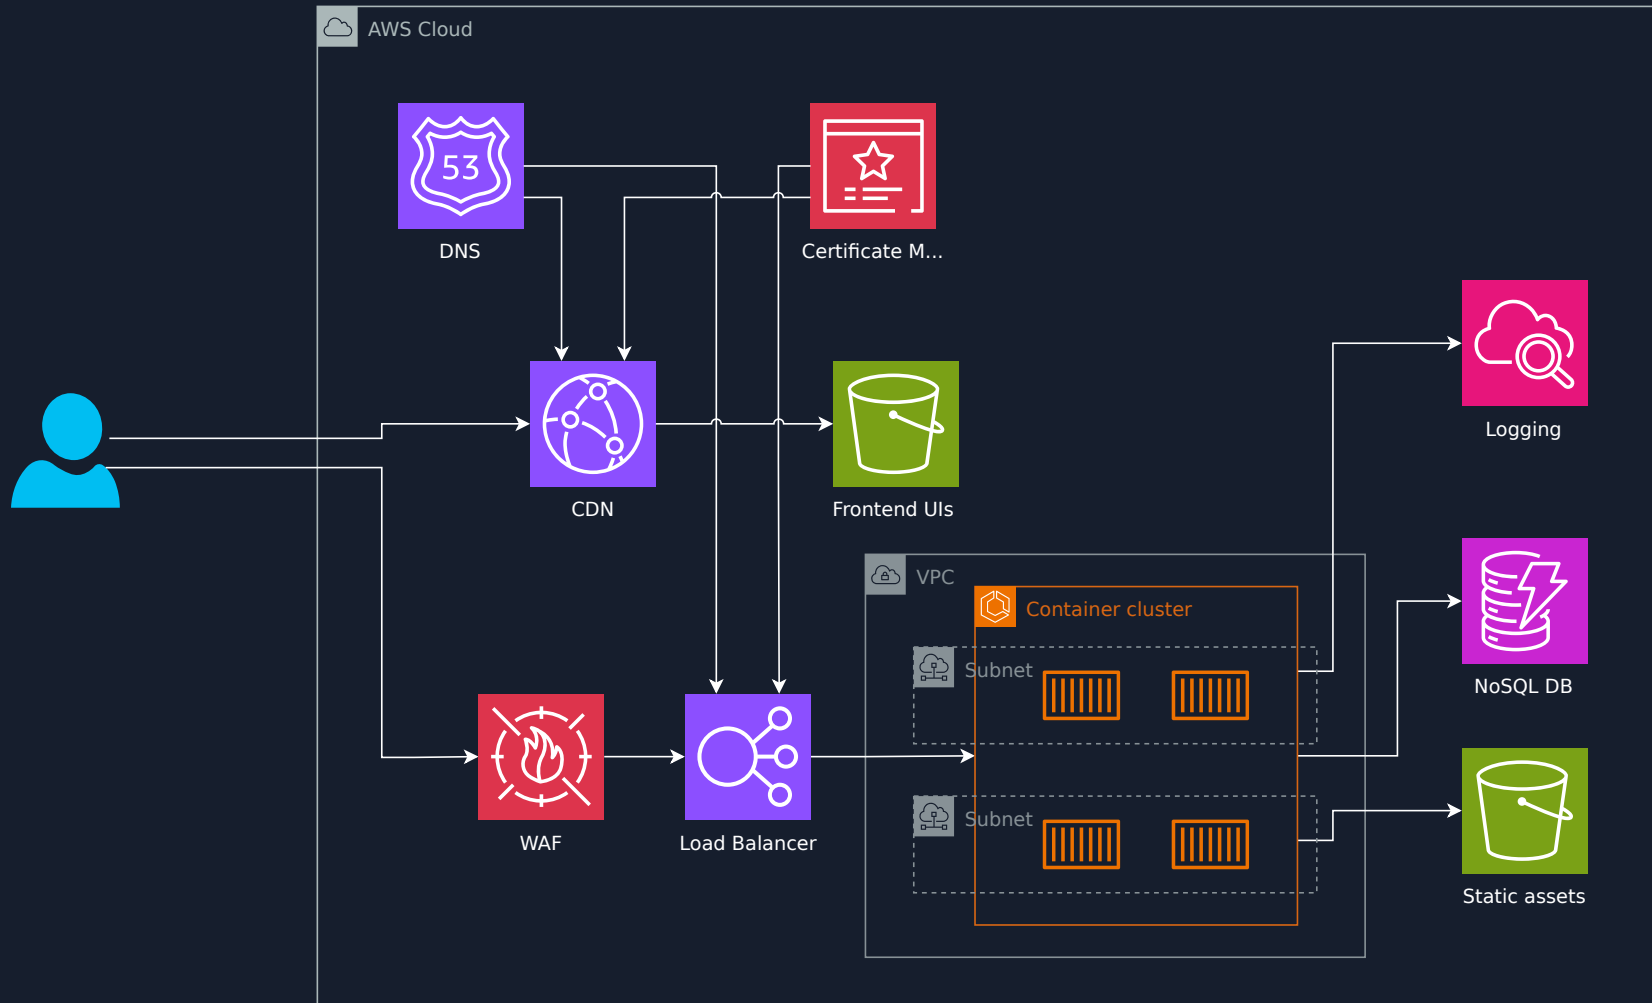 AWS Cloud
53
DNS
Certificate M...
CDN
Frontend UIs
Logging
VPC
Container cluster
Subnet
NoSQL DB
Subnet
WAF
Load Balancer
Static assets